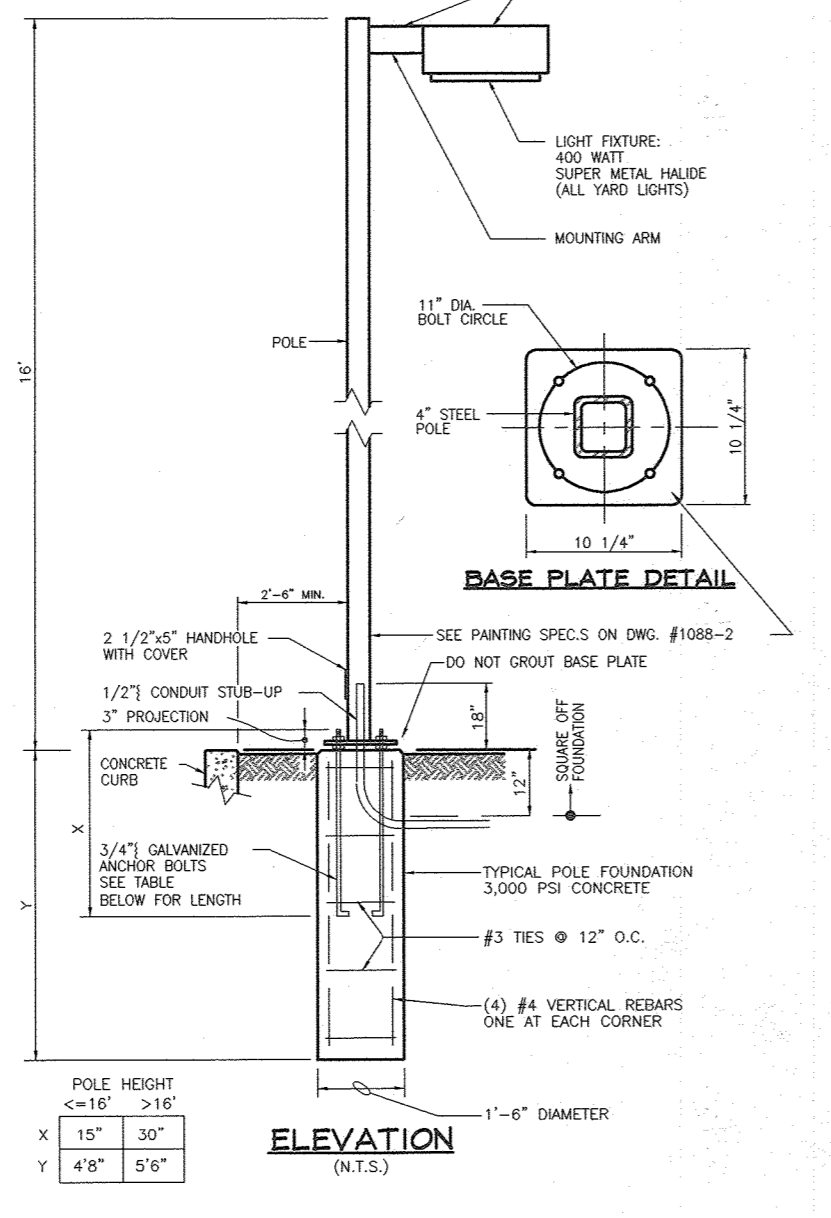 LIGHT FIXTURE:
400 WATT
SUPER METAL HALIDE
(ALL YARD LIGHTS)
MOUNTING ARM
16'
POLE
11" DIA.
BOLT CIRCLE
4" STEEL
POLE
10 1/4"
10 1/4"
BASE PLATE DETAIL
2'-6" MIN.
2 1/2"x5" HANDHOLE
WITH COVER
SEE PAINTING SPEC.S ON DWG. #1088-2
DO NOT GROUT BASE PLATE
1/2"{ CONDUIT STUB-UP
3" PROJECTION
18"
SQUARE OFF
FOUNDATION
CONCRETE
CURB
12"
X
3/4"{ GALVANIZED
ANCHOR BOLTS
SEE TABLE
BELOW FOR LENGTH
TYPICAL POLE FOUNDATION
3,000 PSI CONCRETE
Y
#3 TIES @ 12" O.C.
(4) #4 VERTICAL REBARS
ONE AT EACH CORNER
1'-6" DIAMETER
POLE HEIGHT
<=16' >16'
X 15" 30"
Y 4'8" 5'6"
ELEVATION
(N.T.S.)